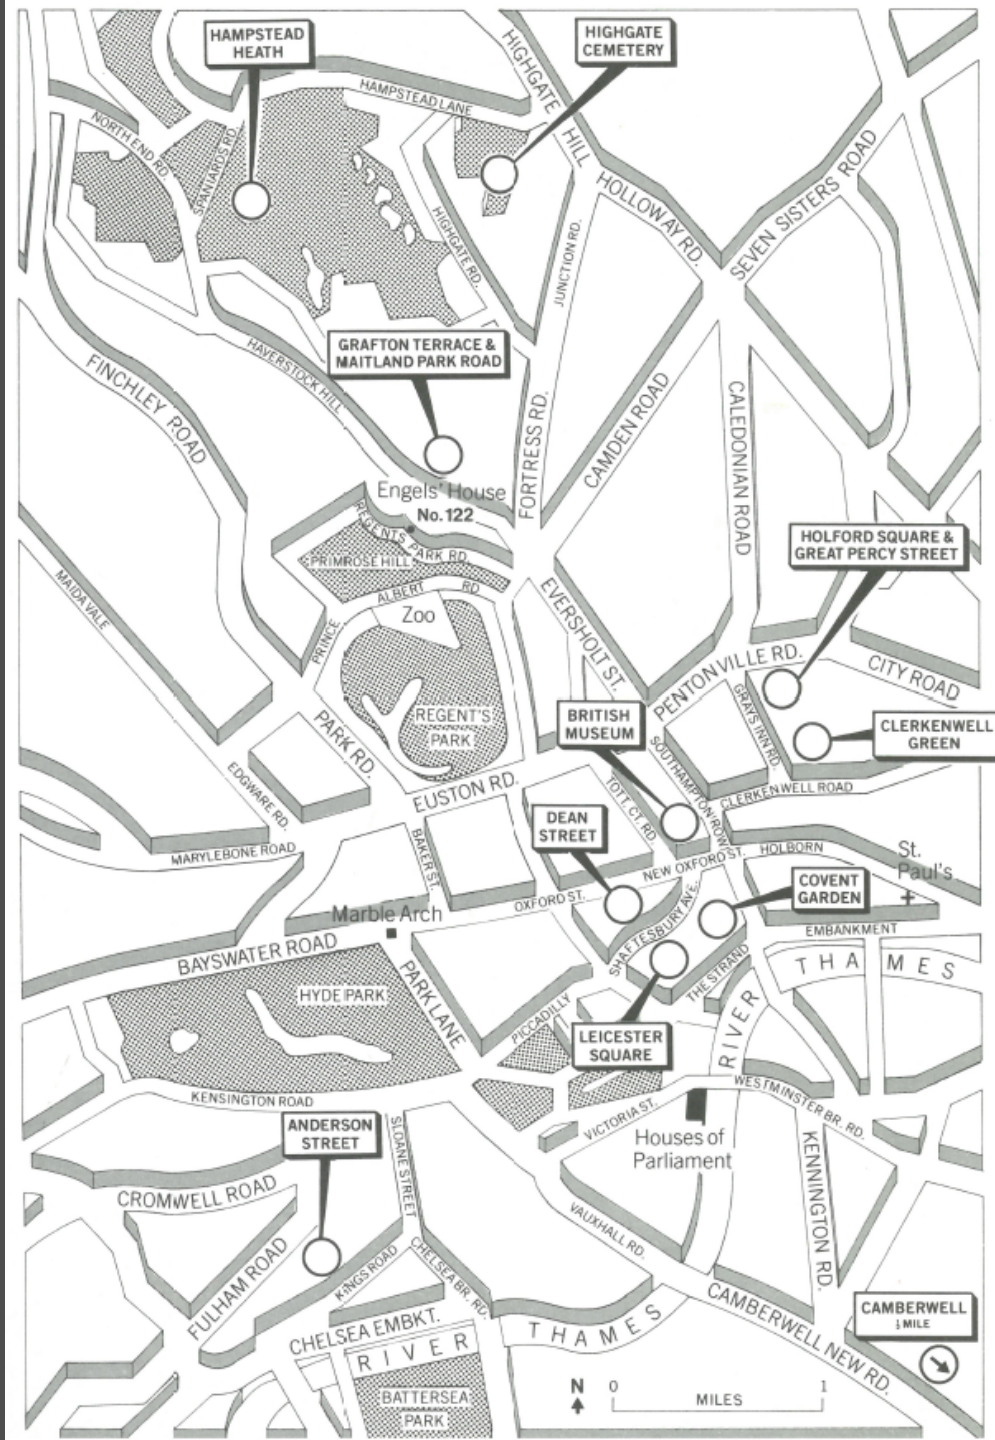 HAMPSTEAD
HEATH
HIGHGATE
CEMETERY
HIGHGATE HILL
HAMPSTEAD LANE
NORTH END RD
SPANIARDS RD
HOLLOWAY RD.
SEVEN SISTERS ROAD
HIGHGATE RD.
JUNCTION RD.
GRAFTON TERRACE &
MAITLAND PARK ROAD
HAVERSTOCK HILL
FINCHLEY ROAD
FORTRESS RD.
CAMDEN ROAD
CALEDONIAN ROAD
Engels' House
No. 122
REGENTS PARK RD.
PRIMROSE HILL
HOLFORD SQUARE &
GREAT PERCY STREET
MAIDA VALE
PRINCE ALBERT RD
Zoo
EVERSHOLT ST.
PENTONVILLE RD.
CITY ROAD
GRAYS INN RD.
REGENT'S
PARK
PARK RD.
BRITISH
MUSEUM
CLERKENWELL
GREEN
SOUTHAMPTON ROW
TOTT. CT. RD.
CLERKENWELL ROAD
EDGWARE RD.
EUSTON RD.
MARYLEBONE ROAD
BAKER ST.
DEAN
STREET
NEW OXFORD ST.
HOLBORN
St.
Paul's
OXFORD ST.
SHAFTESBURY AVE.
COVENT
GARDEN
Marble Arch
EMBANKMENT
BAYSWATER ROAD
THE STRAND
THAMES
HYDE PARK
PARK LANE
PICCADILLY
LEICESTER
SQUARE
RIVER
KENSINGTON ROAD
WESTMINSTER BR. RD.
VICTORIA ST.
Houses of
Parliament
ANDERSON
STREET
SLOANE STREET
KENNINGTON RD.
CROMWELL ROAD
VAUXHALL RD.
FULHAM ROAD
KINGS ROAD
CHELSEA BR. RD.
CHELSEA EMBKT.
RIVER
THAMES
CAMBERWELL NEW RD.
CAMBERWELL
½ MILE
BATTERSEA
PARK
N
0 1
MILES